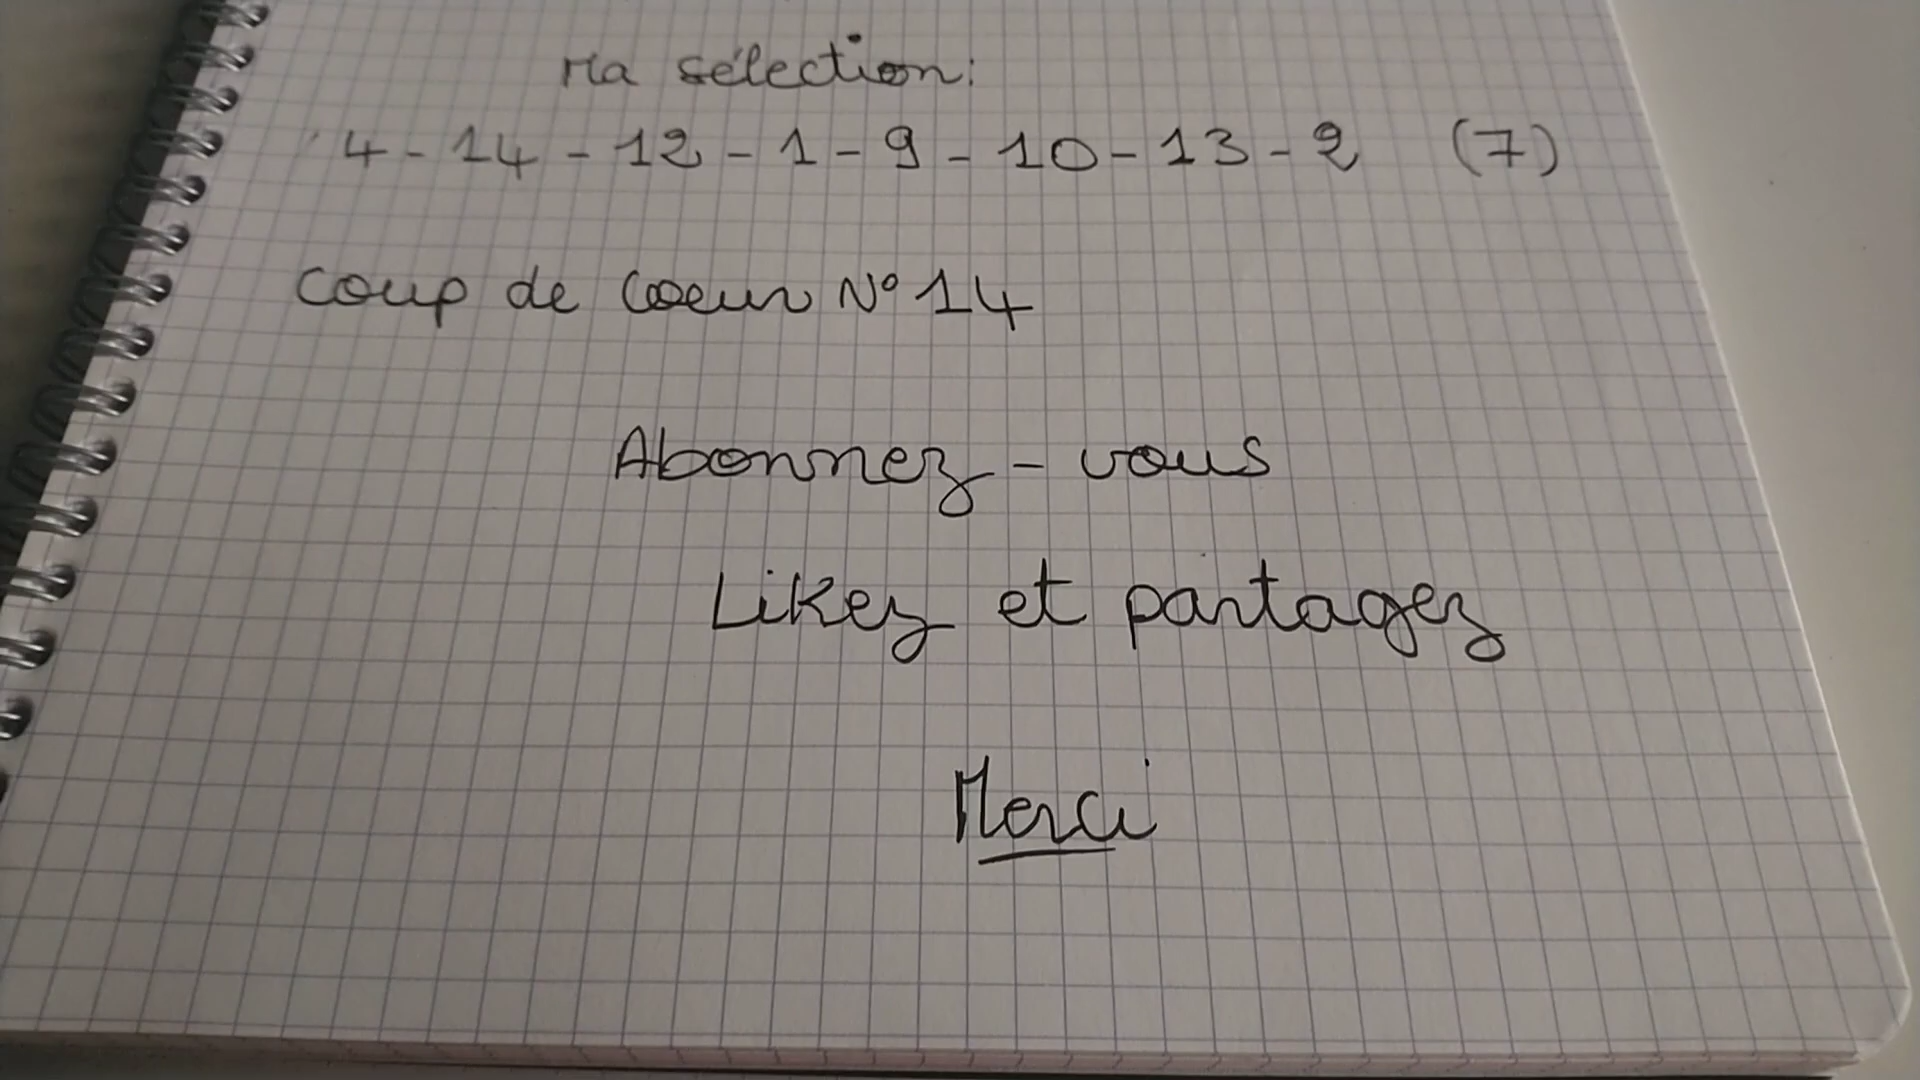 Ma sélection:
4 - 14 - 12 - 1 - 9 - 10 - 13 - 2 (7)
Coup de Coeur N° 14
Abonnez - vous
Likez et partagez
Merci